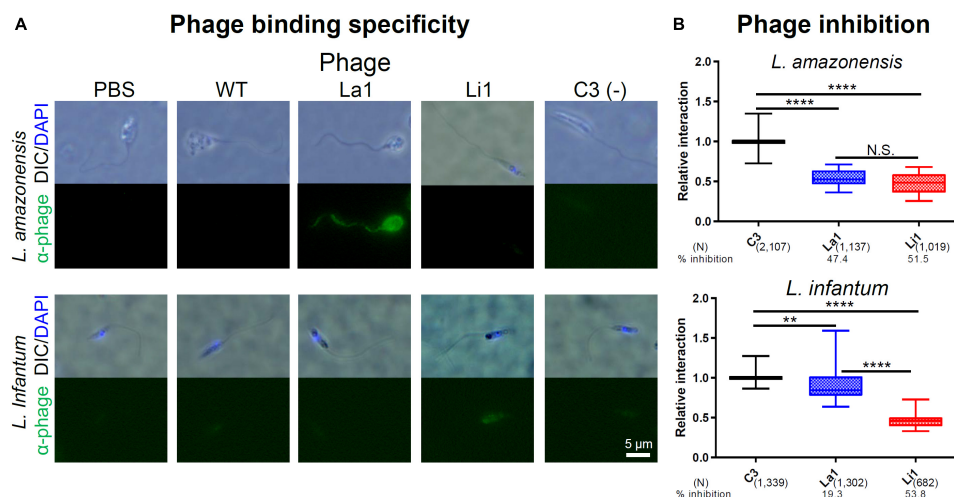 A Phage binding specificity
Phage
PBS WT La1 Li1 C3 (-)
L. amazonensis
α-phage DIC/DAPI
L. Infantum
α-phage DIC/DAPI
5 µm
B Phage inhibition
L. amazonensis
Relative interaction
2.0
1.5
1.0
0.5
0.0
****
****
N.S.
C3 La1 Li1
(N) (2,107) (1,137) (1,019)
% inhibition 47.4 51.5
L. infantum
Relative interaction
2.0
1.5
1.0
0.5
0.0
****
**
****
C3 La1 Li1
(N) (1,339) (1,302) (682)
% inhibition 19.3 53.8